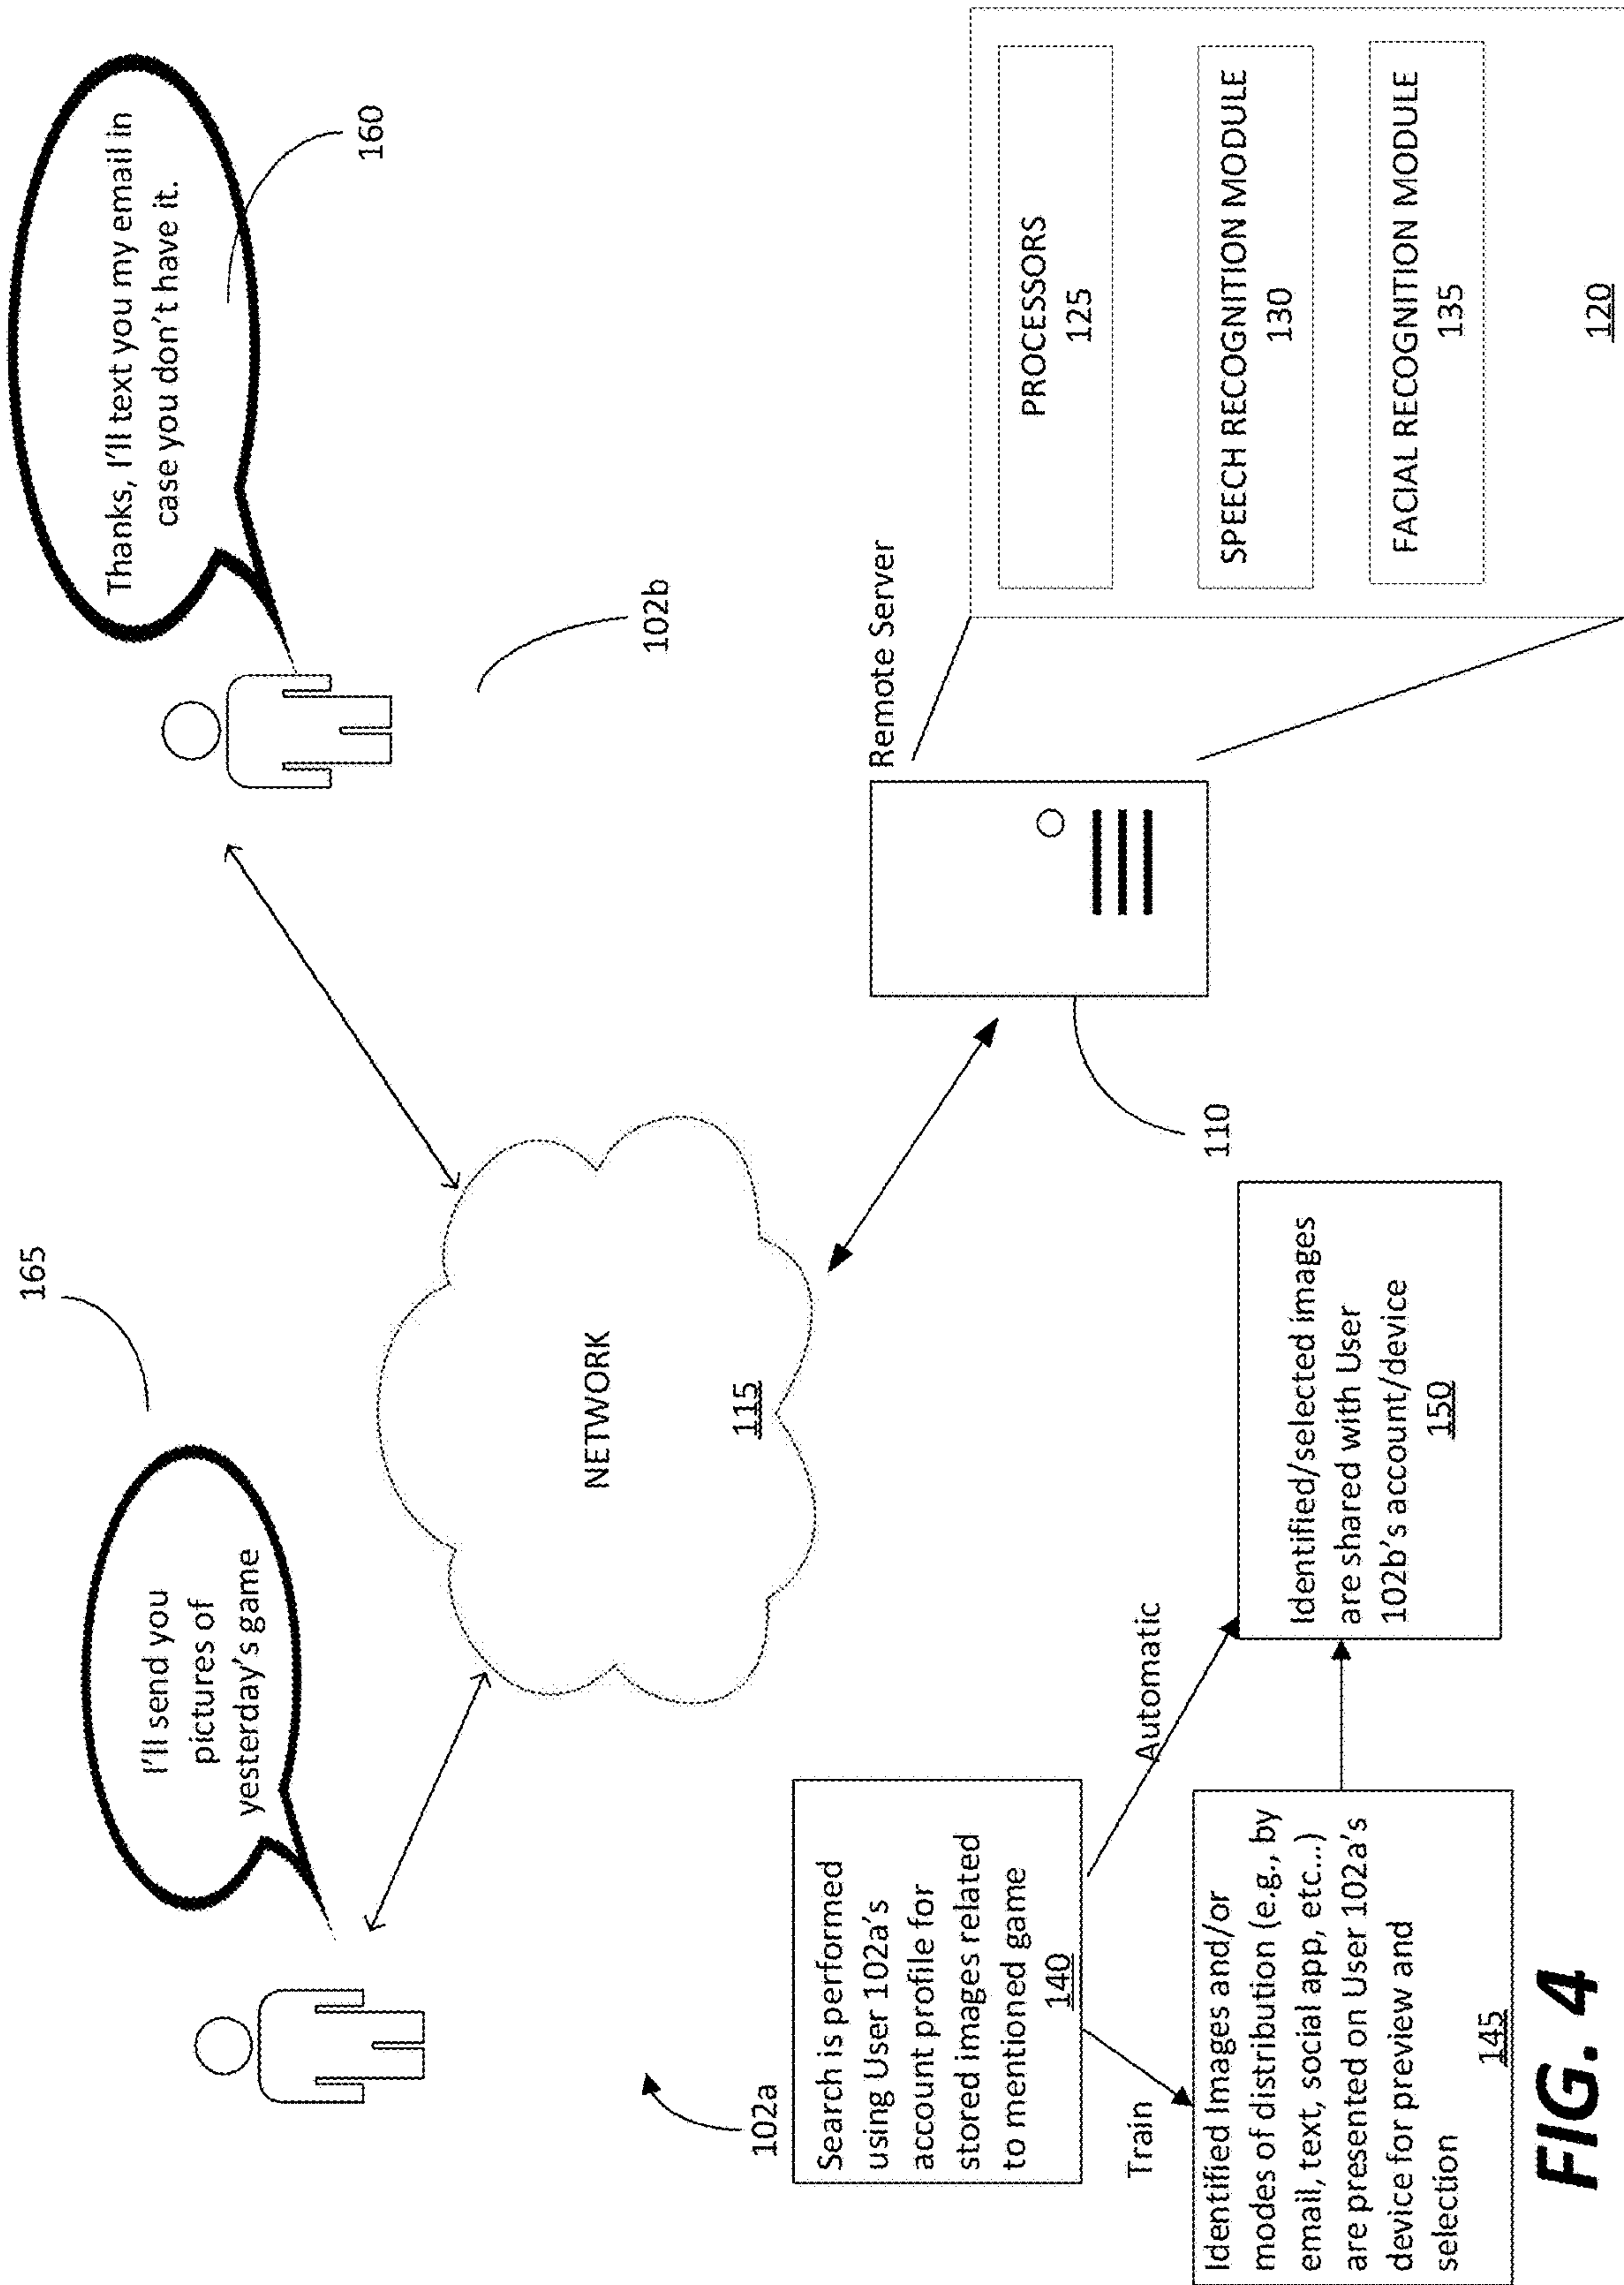 165
I'll send you
pictures of
yesterday's game
Thanks, I'll text you my email in
case you don't have it.
160
102b
102a
NETWORK
115
Remote Server
110
PROCESSORS
125
SPEECH RECOGNITION MODULE
130
FACIAL RECOGNITION MODULE
135
120
Search is performed
using User 102a's
account profile for
stored images related
to mentioned game
140
Automatic
Train
Identified Images and/or
modes of distribution (e.g., by
email, text, social app, etc...)
are presented on User 102a's
device for preview and
selection
145
Identified/selected images
are shared with User
102b's account/device
150
FIG. 4